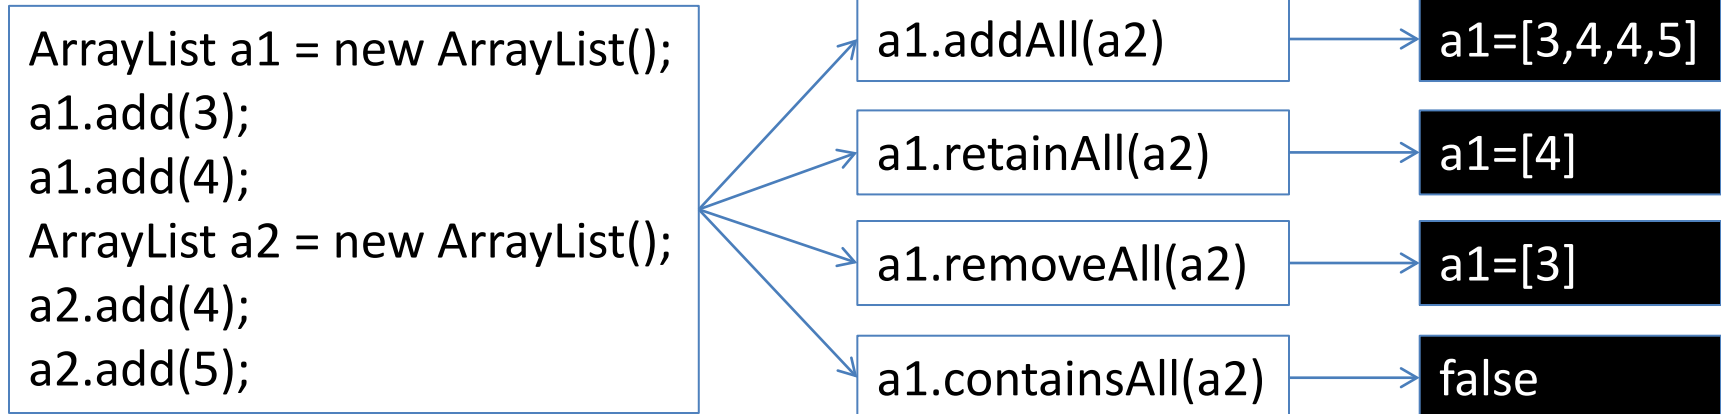 ArrayList a1 = new ArrayList();
a1.add(3);
a1.add(4);
ArrayList a2 = new ArrayList();
a2.add(4);
a2.add(5);
a1.addAll(a2)
a1=[3,4,4,5]
a1.retainAll(a2)
a1=[4]
a1.removeAll(a2)
a1=[3]
a1.containsAll(a2)
false